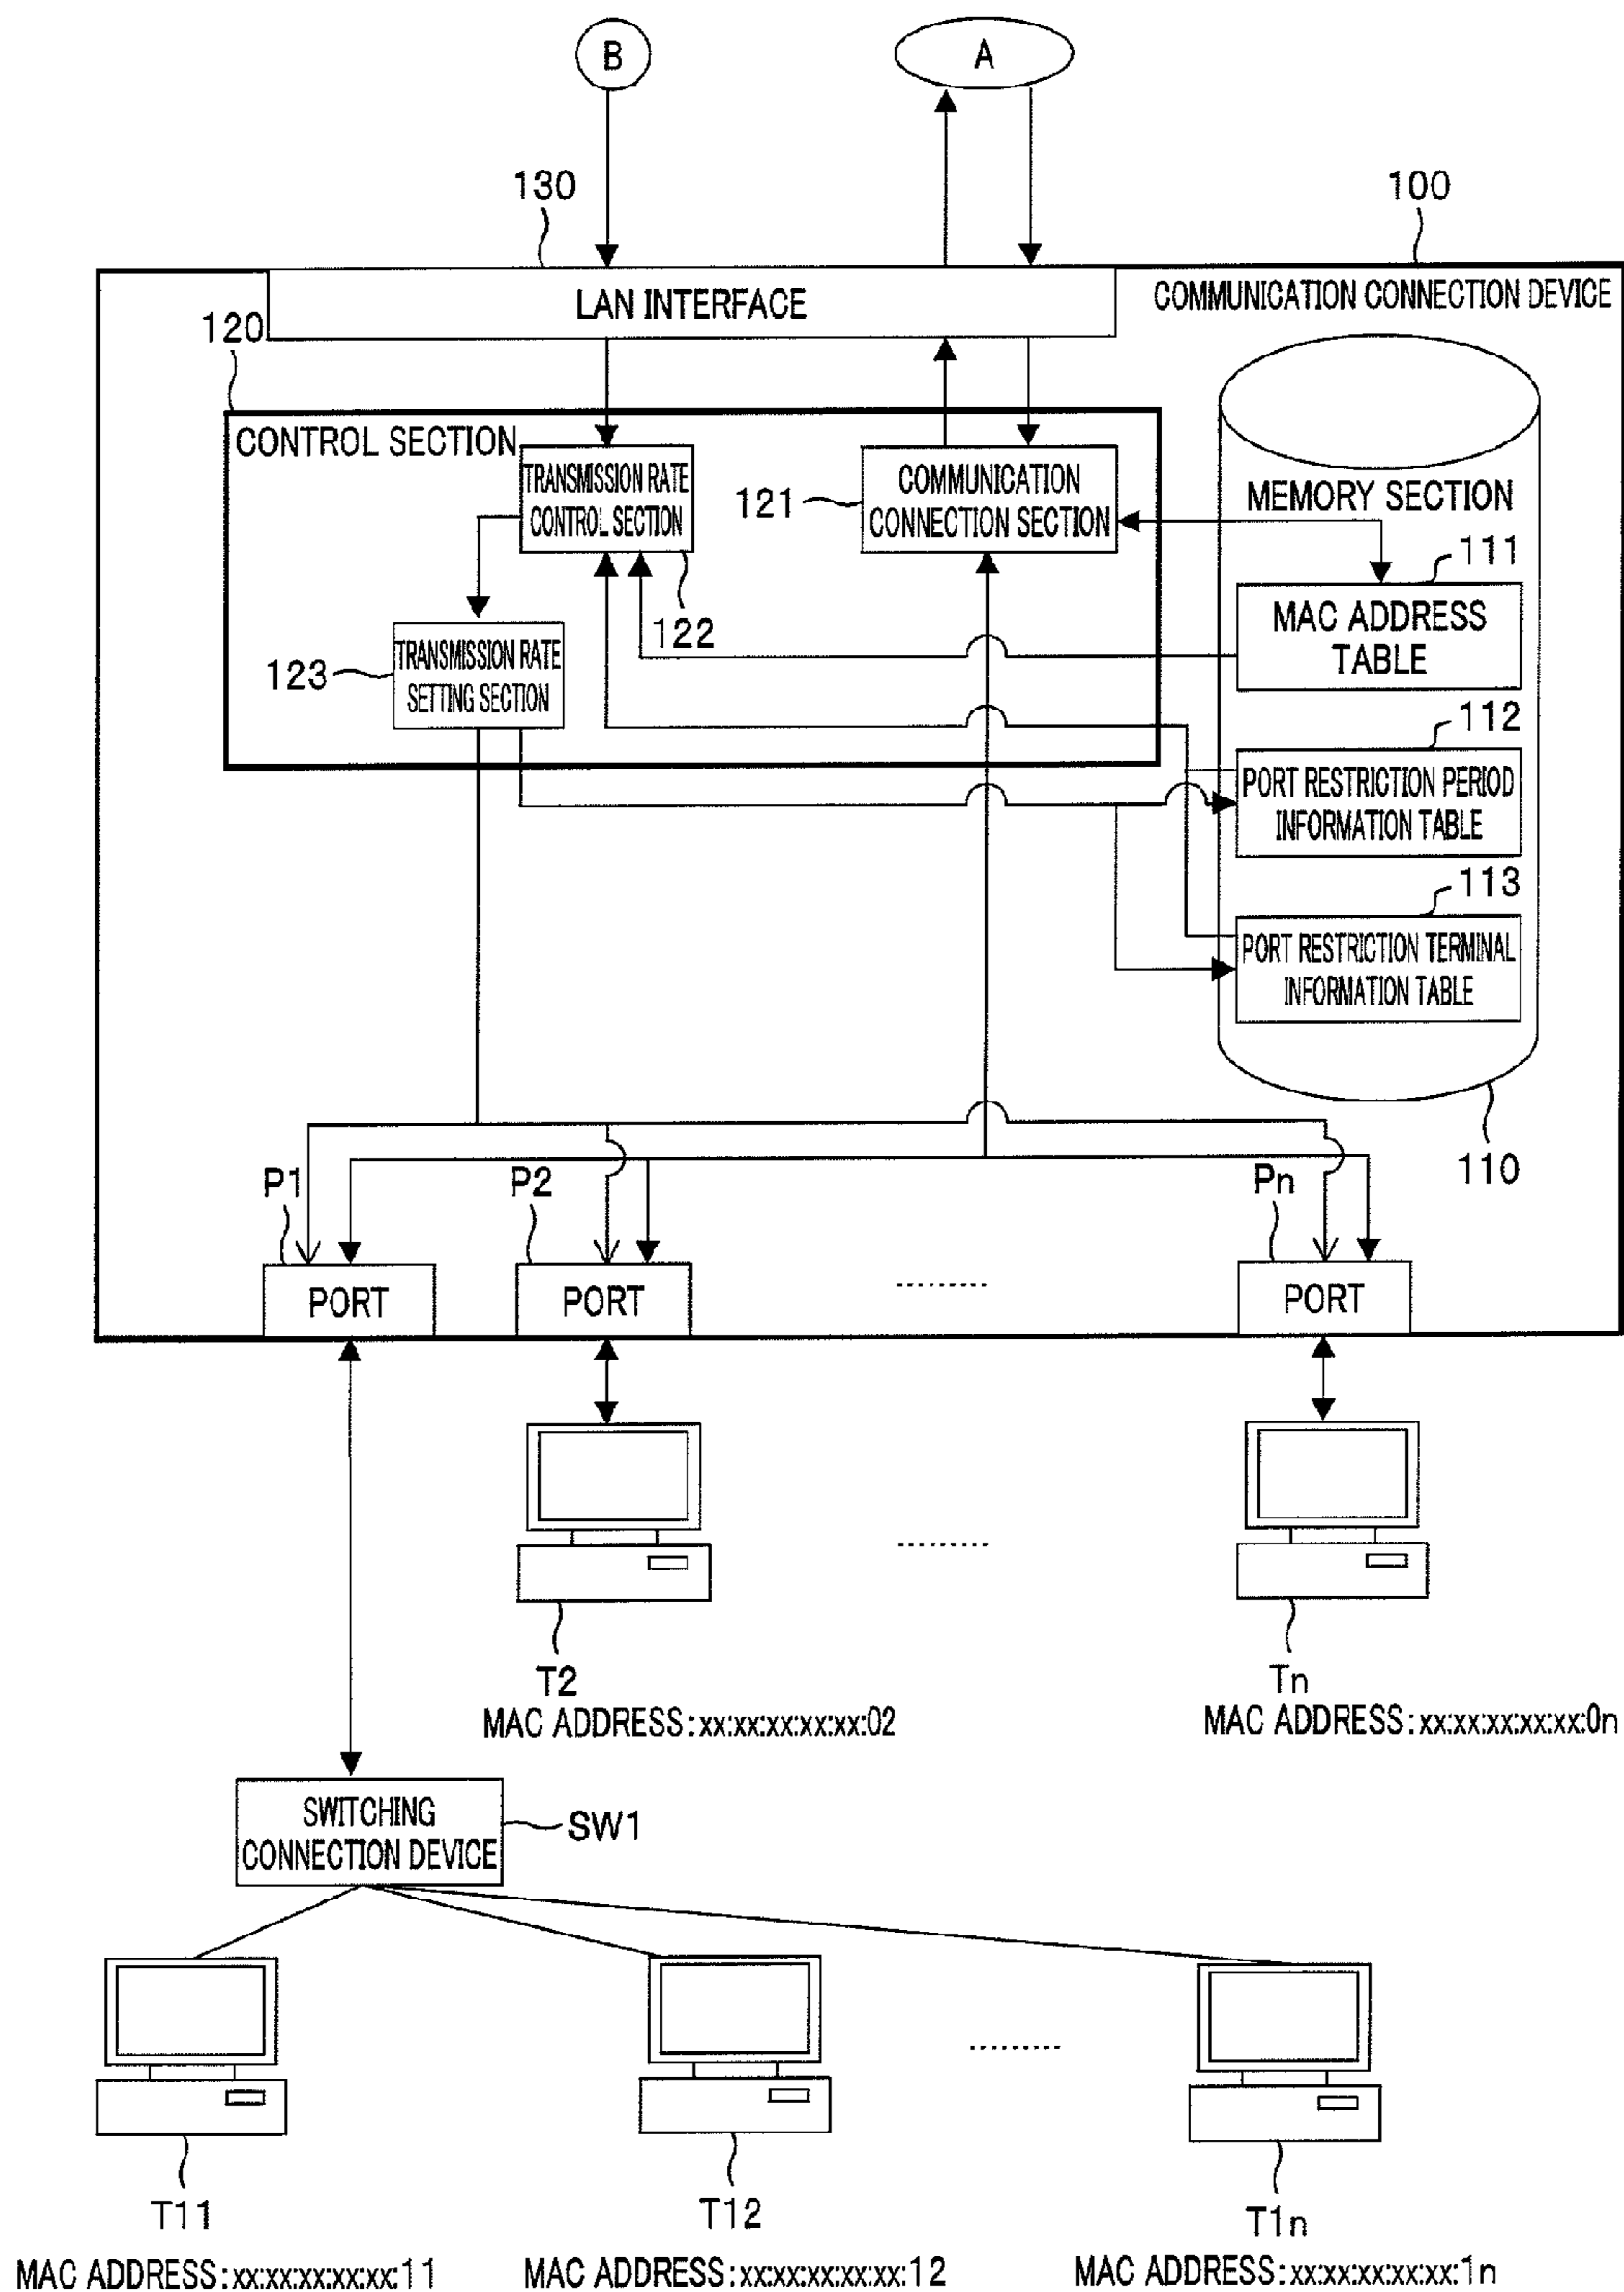 B
A
130
100
LAN INTERFACE
COMMUNICATION CONNECTION DEVICE
120
CONTROL SECTION
TRANSMISSION RATE
CONTROL SECTION
121
COMMUNICATION
CONNECTION SECTION
MEMORY SECTION
111
MAC ADDRESS
TABLE
122
123
TRANSMISSION RATE
SETTING SECTION
112
PORT RESTRICTION PERIOD
INFORMATION TABLE
113
PORT RESTRICTION TERMINAL
INFORMATION TABLE
110
P1
P2
Pn
PORT
PORT
PORT
T2
MAC ADDRESS:xx:xx:xx:xx:xx:02
Tn
MAC ADDRESS:xx:xx:xx:xx:xx:0n
SWITCHING
CONNECTION DEVICE
SW1
T11
MAC ADDRESS:xx:xx:xx:xx:xx:11
T12
MAC ADDRESS:xx:xx:xx:xx:xx:12
T1n
MAC ADDRESS:xx:xx:xx:xx:xx:1n